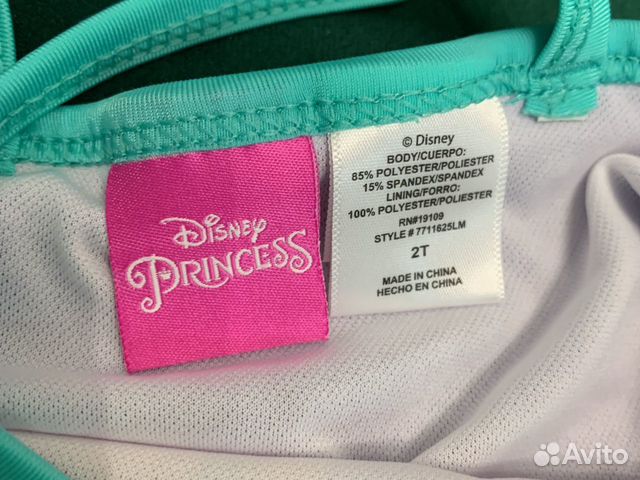 Disney
PRINCESS
© Disney
BODY/CUERPO:
85% POLYESTER/POLIESTER
15% SPANDEX/SPANDEX
LINING/FORRO:
100% POLYESTER/POLIESTER
RN#19109
STYLE # 7711625LM
2T
MADE IN CHINA
HECHO EN CHINA
Avito